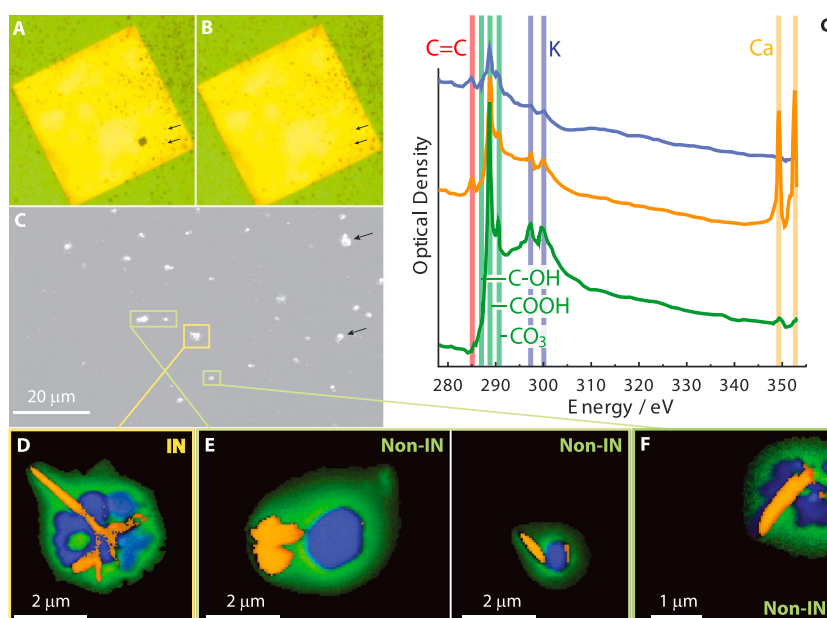 A
B
C=C
K
Ca
C
Optical Density
C-OH
COOH
CO3
20 μm
280 290 300 310 320 330 340 350
Energy / eV
D
IN
E
Non-IN
Non-IN
F
2 μm
2 μm
2 μm
1 μm
Non-IN